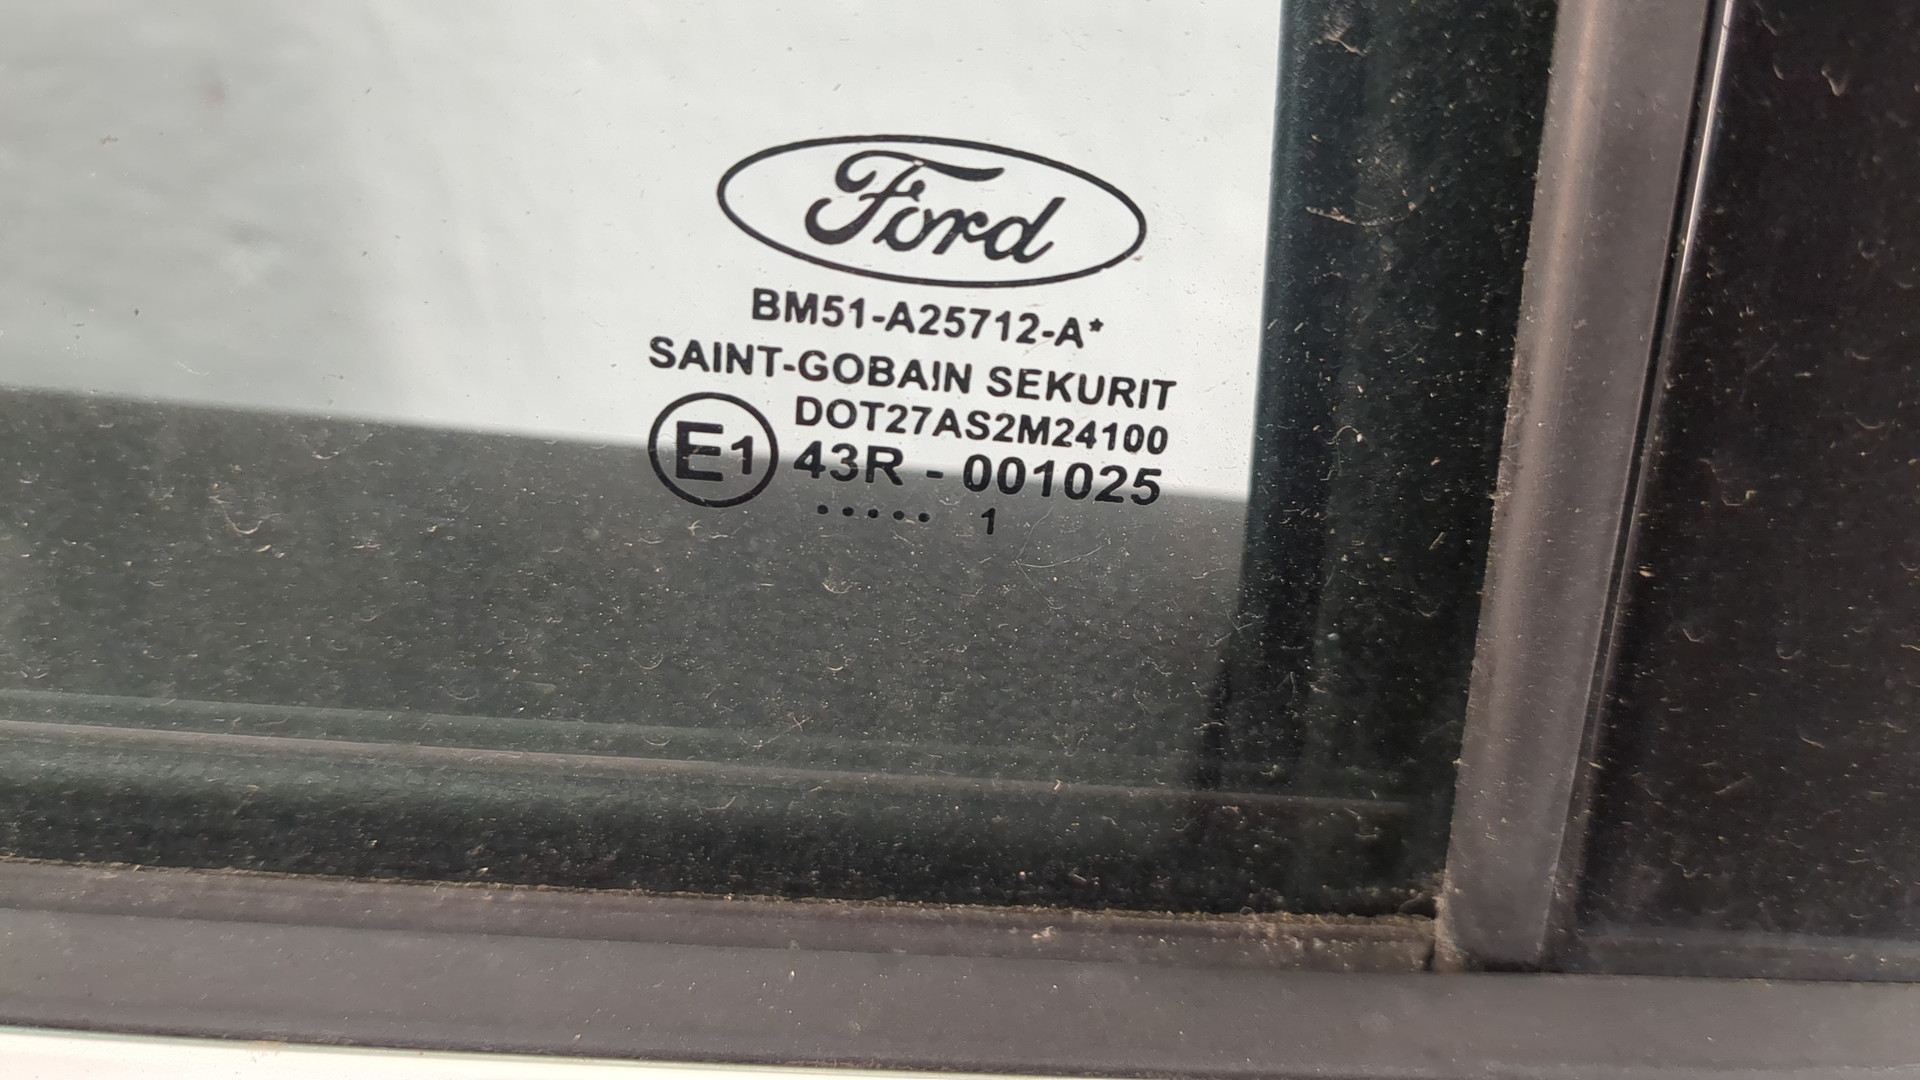 Ford
BM51-A25712-A*
SAINT-GOBAIN SEKURIT
DOT27AS2M24100
E1 43R - 001025
..... 1